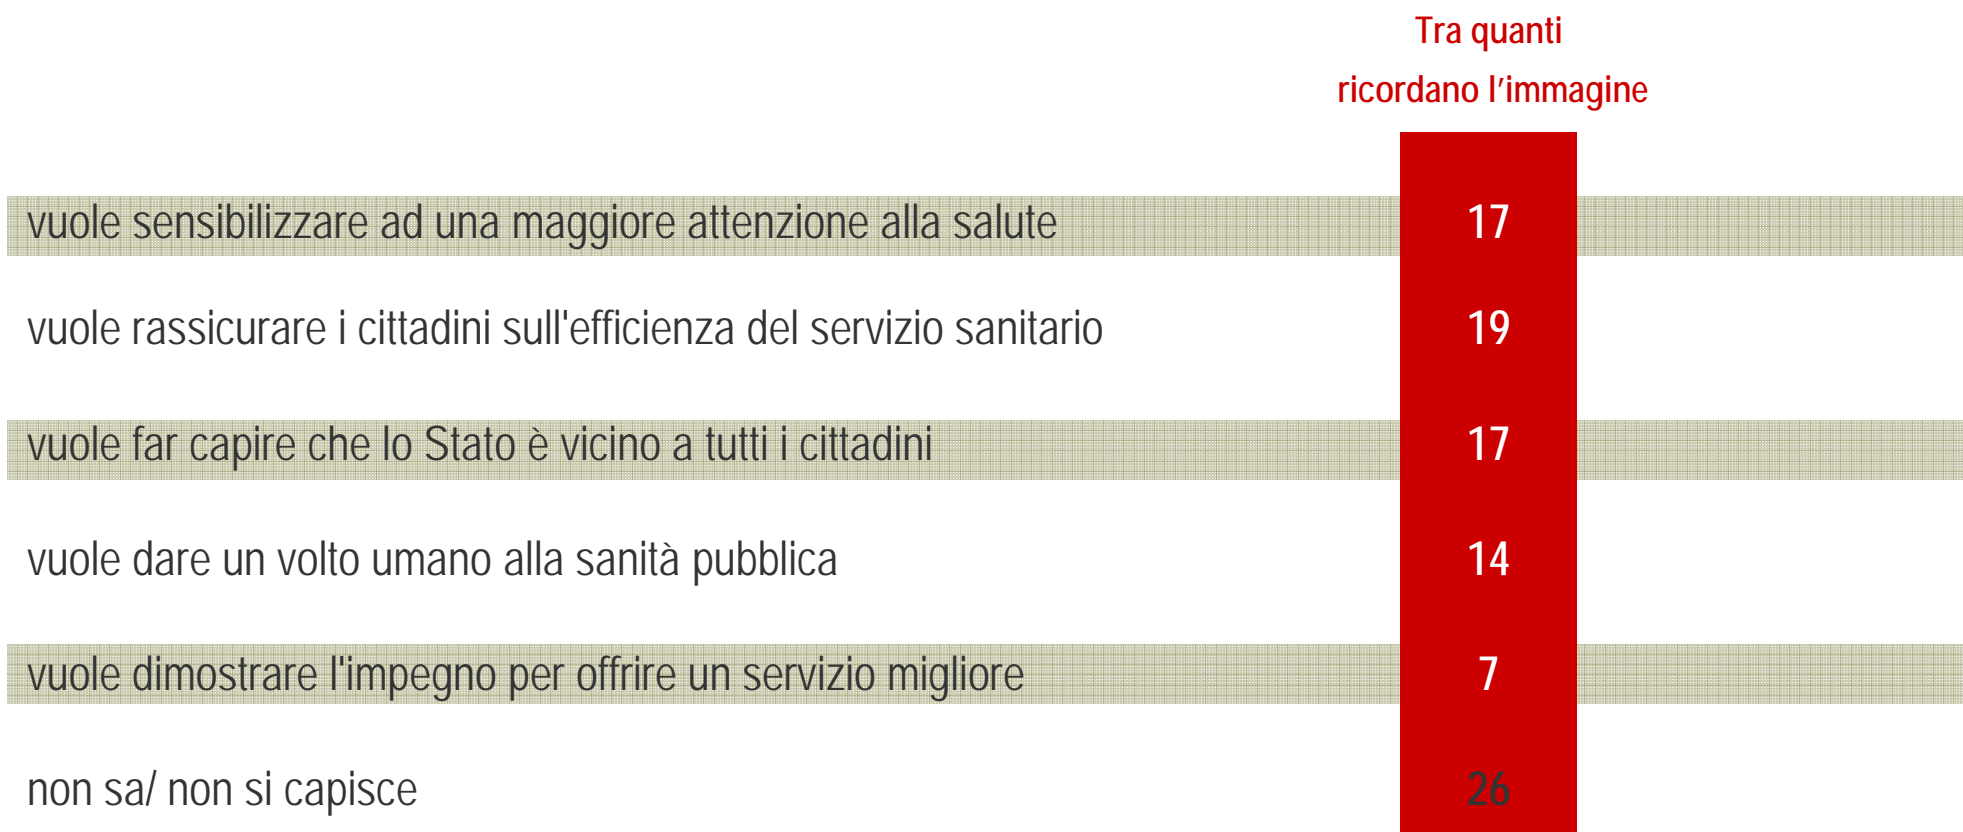 Tra quanti
ricordano l’immagine
vuole sensibilizzare ad una maggiore attenzione alla salute 17
vuole rassicurare i cittadini sull'efficienza del servizio sanitario 19
vuole far capire che lo Stato è vicino a tutti i cittadini 17
vuole dare un volto umano alla sanità pubblica 14
vuole dimostrare l'impegno per offrire un servizio migliore 7
non sa/ non si capisce 26